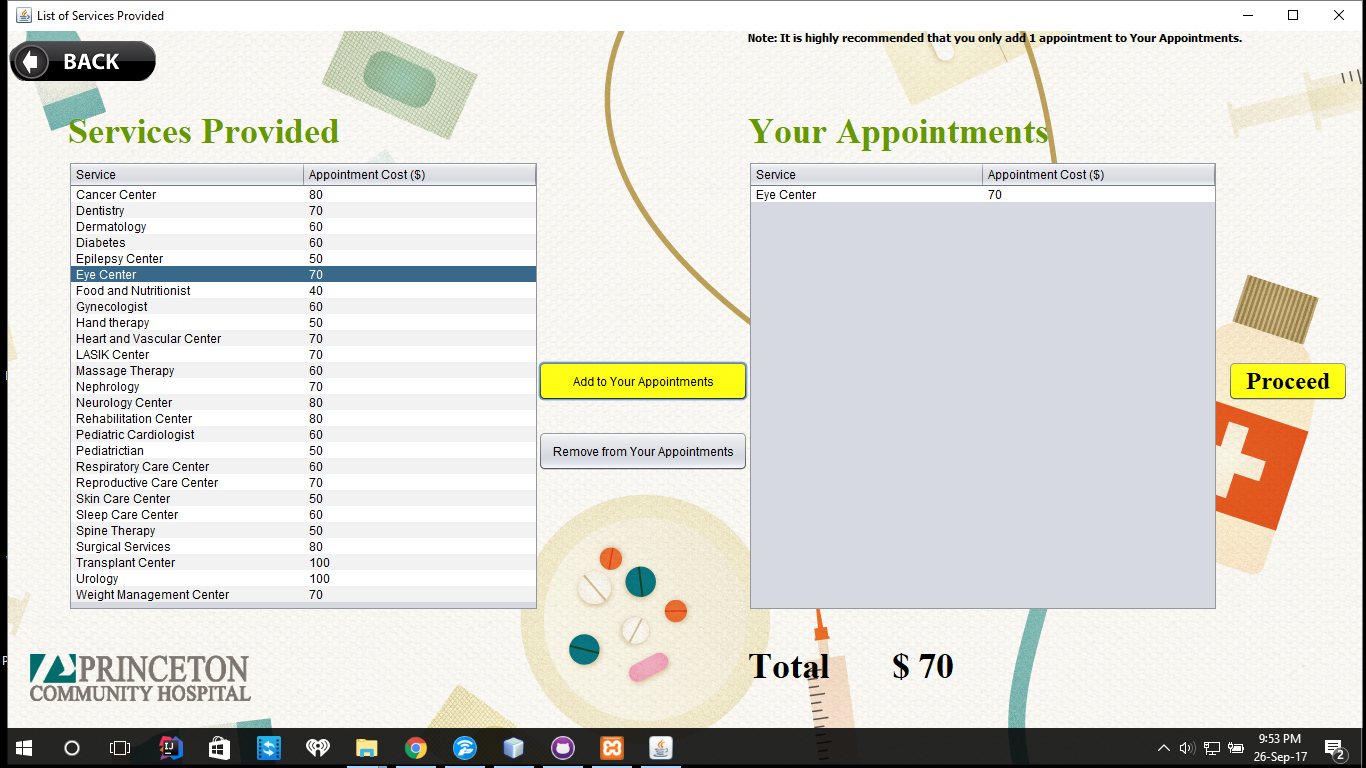 List of Services Provided
Note: It is highly recommended that you only add 1 appointment to Your Appointments.
BACK
Services Provided
Service Appointment Cost ($)
Cancer Center 80
Dentistry 70
Dermatology 60
Diabetes 60
Epilepsy Center 50
Eye Center 70
Food and Nutritionist 40
Gynecologist 60
Hand therapy 50
Heart and Vascular Center 70
LASIK Center 70
Massage Therapy 60
Nephrology 70
Neurology Center 80
Rehabilitation Center 80
Pediatric Cardiologist 60
Pediatrictian 50
Respiratory Care Center 60
Reproductive Care Center 70
Skin Care Center 50
Sleep Care Center 60
Spine Therapy 50
Surgical Services 80
Transplant Center 100
Urology 100
Weight Management Center 70
Add to Your Appointments
Remove from Your Appointments
Your Appointments
Service Appointment Cost ($)
Eye Center 70
Proceed
Total $ 70
PRINCETON
COMMUNITY HOSPITAL
9:53 PM
26-Sep-17
2